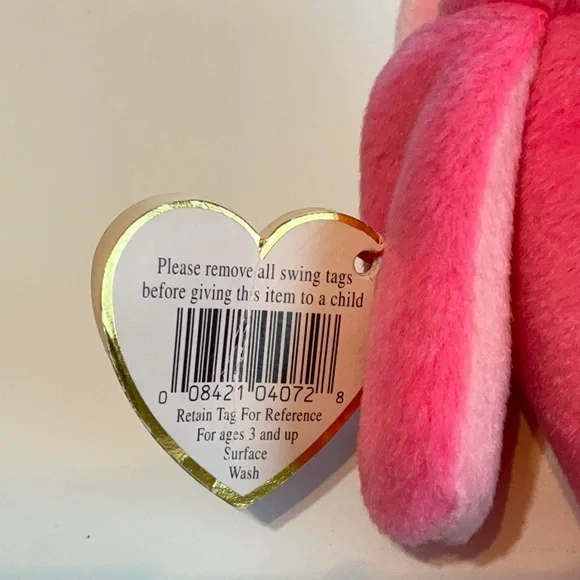 Please remove all swing tags
before giving this item to a child
0 08421 04072 8
Retain Tag For Reference
For ages 3 and up
Surface
Wash